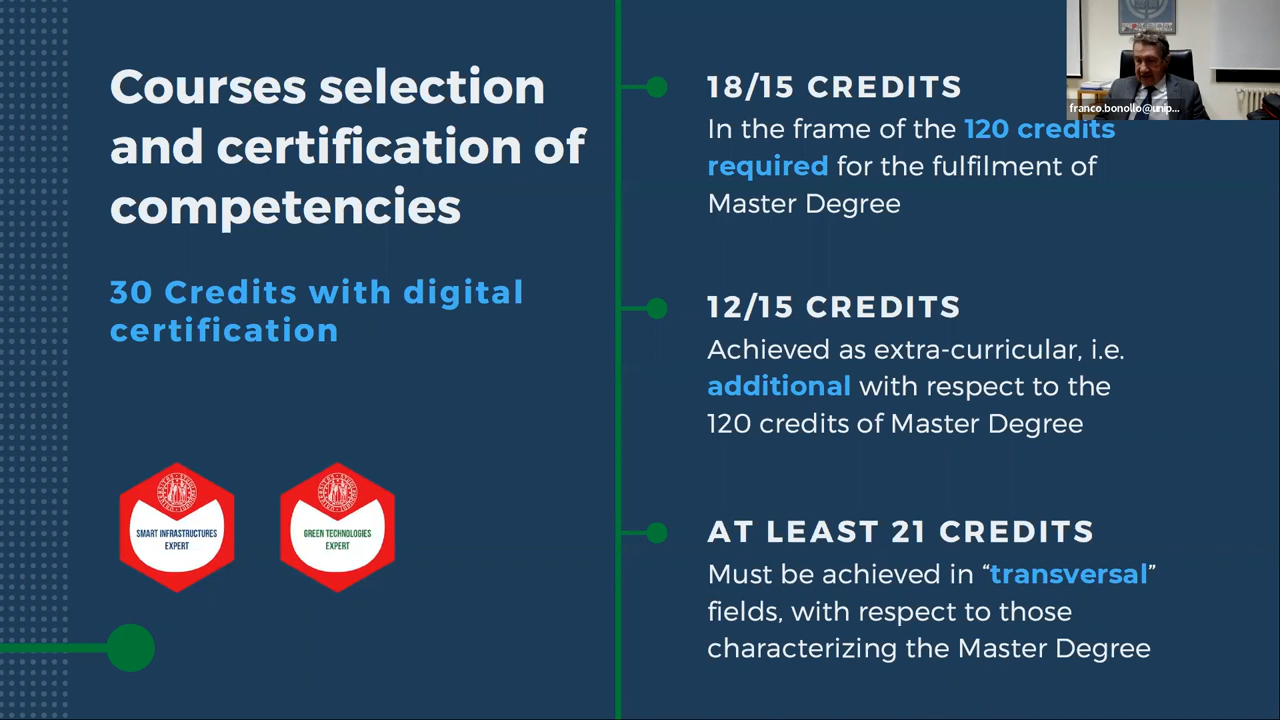 Courses selection
and certification of
competencies
30 Credits with digital
certification
SMART INFRASTRUCTURES
EXPERT
GREEN TECHNOLOGIES
EXPERT
18/15 CREDITS
In the frame of the 120 credits
required for the fulfilment of
Master Degree
12/15 CREDITS
Achieved as extra-curricular, i.e.
additional with respect to the
120 credits of Master Degree
AT LEAST 21 CREDITS
Must be achieved in “transversal”
fields, with respect to those
characterizing the Master Degree
franco.bonollo@unip...